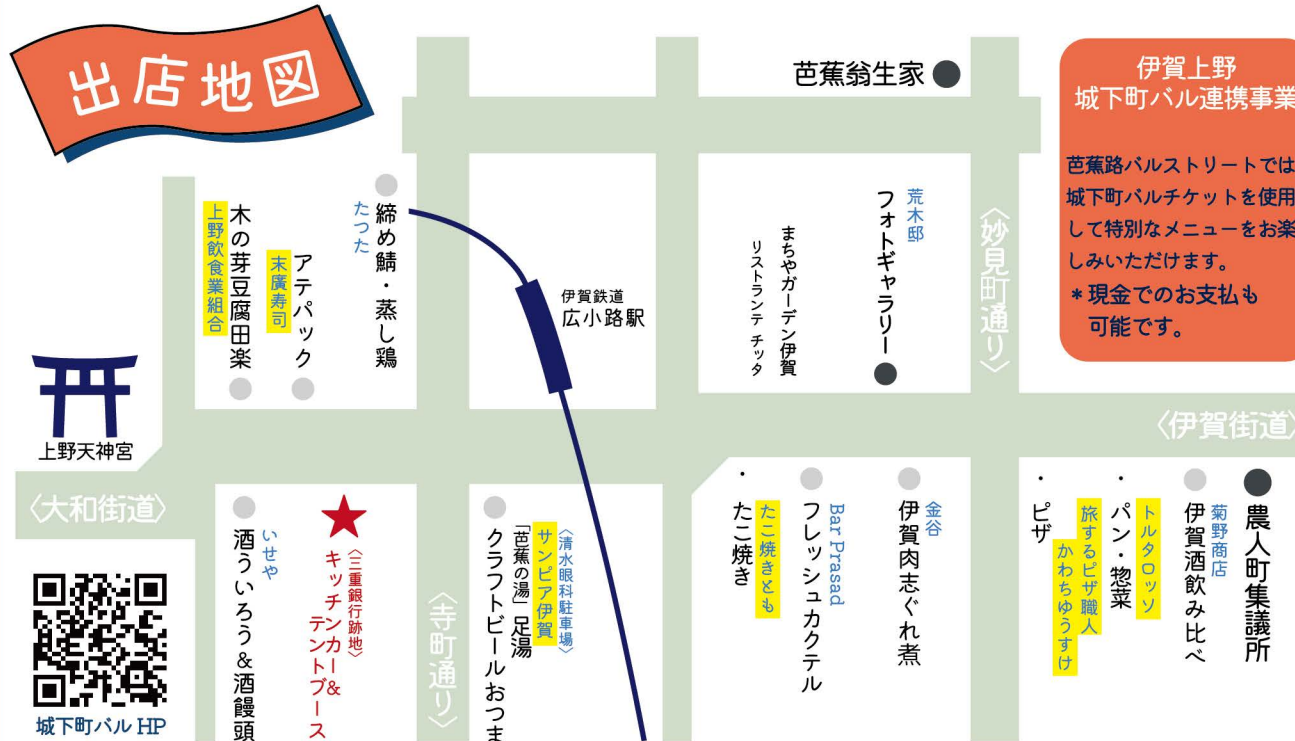 出店地図
芭蕉翁生家
伊賀上野
城下町バル連携事業
芭蕉路バルストリートでは
城下町バルチケットを使用
して特別なメニューをお楽
しみいただけます。
*現金でのお支払も
可能です。
締め鯖・蒸し鶏
たつた
アテパック
末廣寿司
木の芽豆腐田楽
上野飲食業組合
伊賀鉄道
広小路駅
荒木邸
フォトギャラリー
まちやガーデン伊賀
リストランテ チッタ
〈妙見町通り〉
上野天神宮
〈伊賀街道〉
〈大和街道〉
農人町集議所
菊野商店
伊賀酒飲み比べ
トルタロッソ
パン・惣菜
旅するピザ職人
かわちゆうすけ
・ピザ
金谷
伊賀肉志ぐれ煮
Bar Prasad
フレッシュカクテル
たこ焼きとも
・たこ焼き
〈清水眼科駐車場〉
サンピア伊賀
「芭蕉の湯」足湯
クラフトビールおつま
〈寺町通り〉
〈三重銀行跡地〉
キッチンカー&
テントブース
いせや
酒ういろう&酒饅頭
城下町バル HP